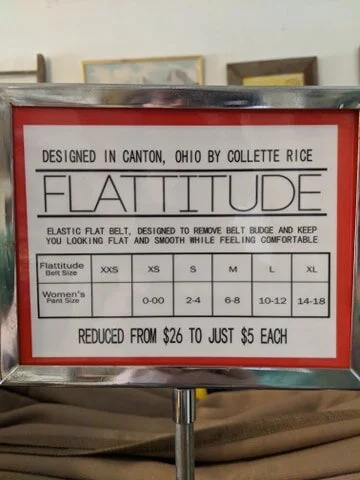 DESIGNED IN CANTON, OHIO BY COLLETTE RICE
FLATTITUDE
ELASTIC FLAT BELT, DESIGNED TO REMOVE BELT BUDGE AND KEEP
YOU LOOKING FLAT AND SMOOTH WHILE FEELING COMFORTABLE
Flattitude Belt Size XXS XS S M L XL
Women's Pant Size 0-00 2-4 6-8 10-12 14-18
REDUCED FROM $26 TO JUST $5 EACH